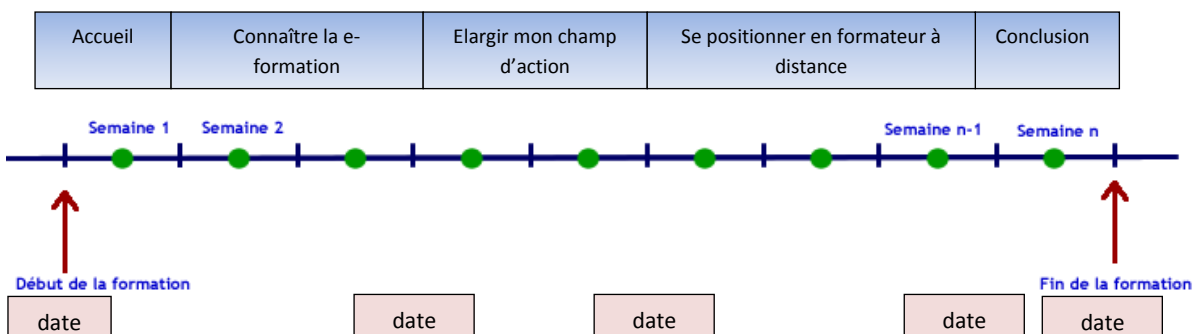 Accueil
Connaître la e-
formation
Elargir mon champ
d’action
Se positionner en formateur à
distance
Conclusion
Semaine 1
Semaine 2
Semaine n-1
Semaine n
Début de la formation
Fin de la formation
date
date
date
date
date